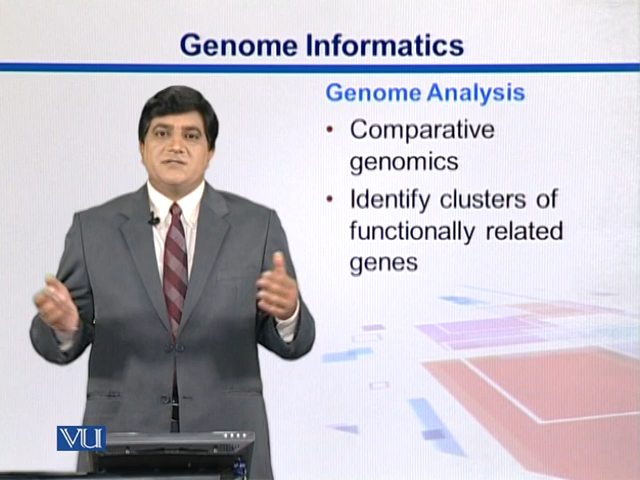 Genome Informatics
Genome Analysis
• Comparative
genomics
• Identify clusters of
functionally related
genes
VU